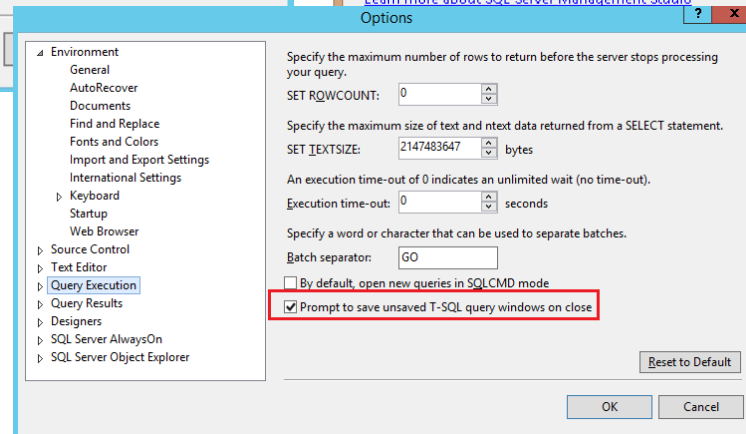 Learn more about SQL Server Management Studio
Options
?
x
Environment
General
AutoRecover
Documents
Find and Replace
Fonts and Colors
Import and Export Settings
International Settings
Keyboard
Startup
Web Browser
Source Control
Text Editor
Query Execution
Query Results
Designers
SQL Server AlwaysOn
SQL Server Object Explorer
Specify the maximum number of rows to return before the server stops processing
your query.
SET ROWCOUNT: 0
Specify the maximum size of text and ntext data returned from a SELECT statement.
SET TEXTSIZE: 2147483647 bytes
An execution time-out of 0 indicates an unlimited wait (no time-out).
Execution time-out: 0 seconds
Specify a word or character that can be used to separate batches.
Batch separator: GO
By default, open new queries in SQLCMD mode
Prompt to save unsaved T-SQL query windows on close
Reset to Default
OK
Cancel